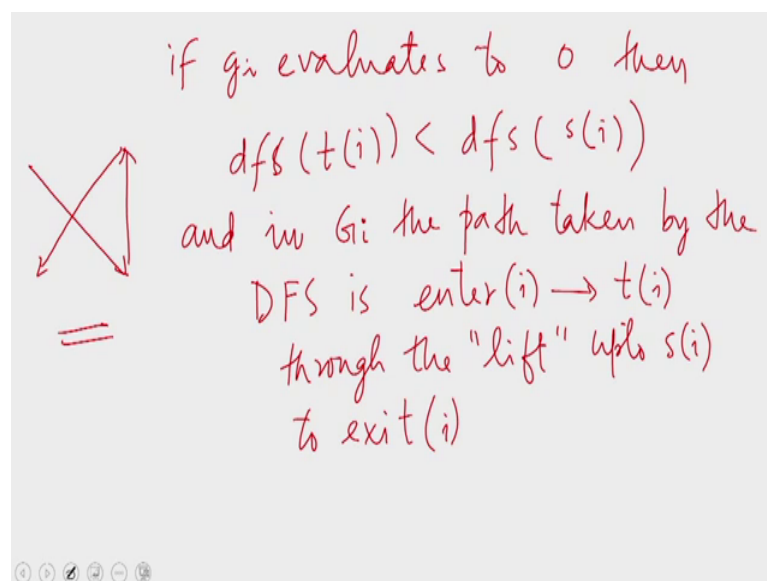 if gi evaluates to 0 then
dfs(t(i)) < dfs(s(i))
and in Gi the path taken by the
DFS is enter(i) → t(i)
through the "lift" upto s(i)
to exit(i)